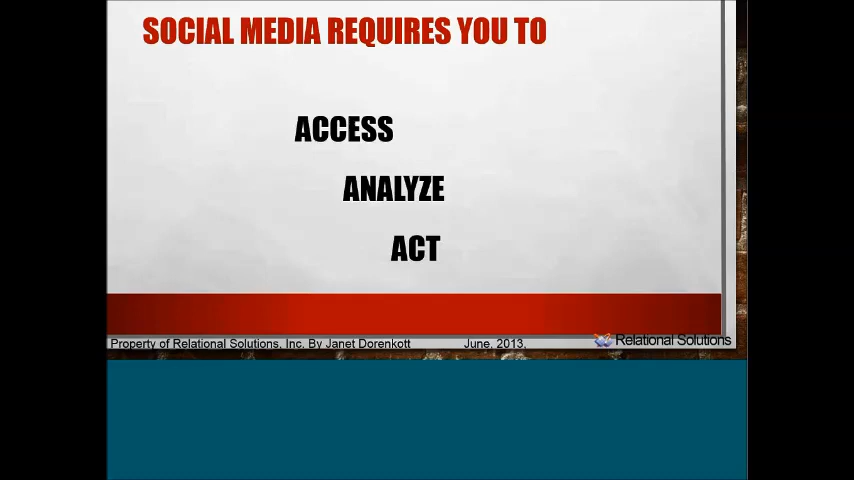 SOCIAL MEDIA REQUIRES YOU TO
ACCESS
ANALYZE
ACT
Property of Relational Solutions, Inc. By Janet Dorenkott June, 2013, Relational Solutions